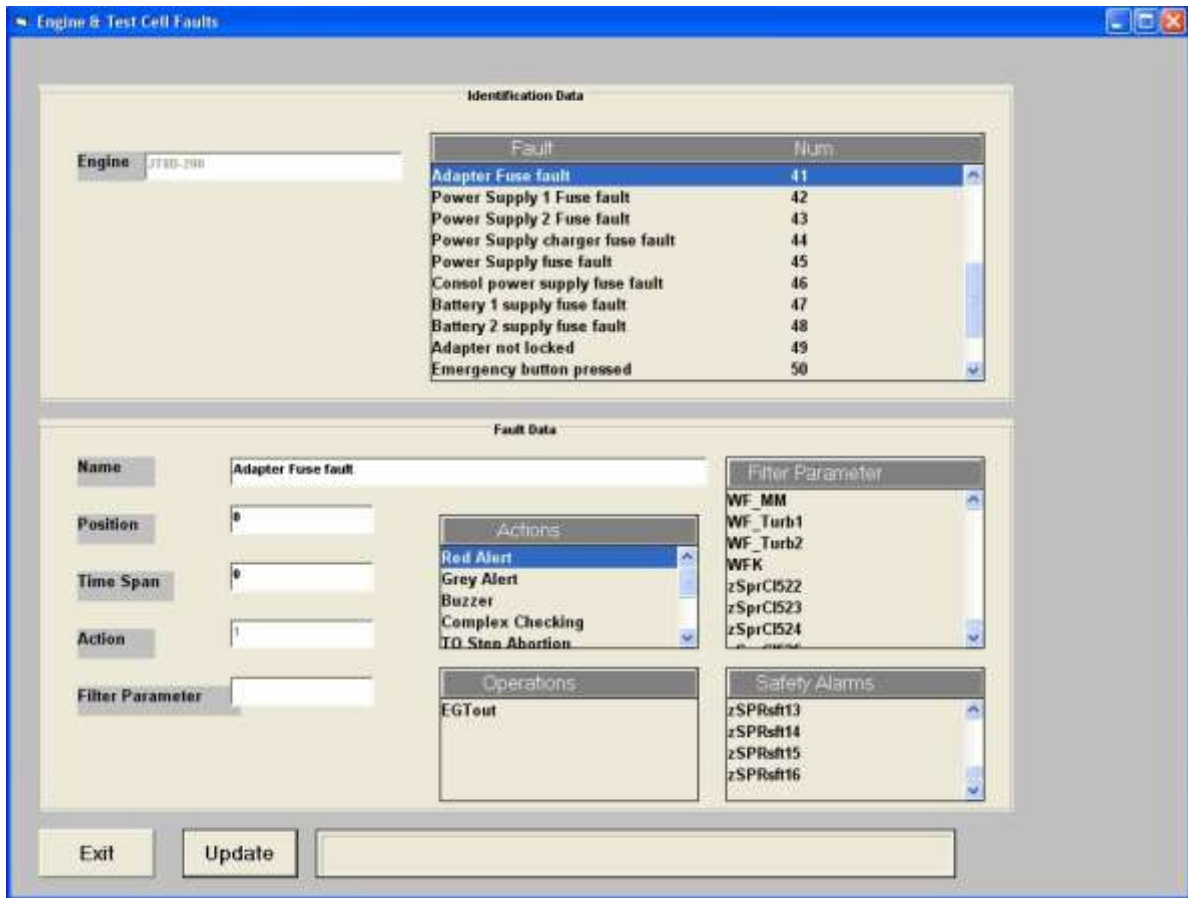 Engine & Test Cell Faults
Identification Data
Engine
Fault Num
Adapter Fuse fault 41
Power Supply 1 Fuse fault 42
Power Supply 2 Fuse fault 43
Power Supply charger fuse fault 44
Power Supply fuse fault 45
Consol power supply fuse fault 46
Battery 1 supply fuse fault 47
Battery 2 supply fuse fault 48
Adapter not locked 49
Emergency button pressed 50
Fault Data
Name Adapter Fuse fault
Position 0
Time Span 0
Action 1
Filter Parameter
Actions
Red Alert
Grey Alert
Buzzer
Complex Checking
TO Step Abortion
Filter Parameter
WF_MM
WF_Turb1
WF_Turb2
WFK
zSprCl522
zSprCl523
zSprCl524
Operations
EGTout
Safety Alarms
zSPRsft13
zSPRsft14
zSPRsft15
zSPRsft16
Exit
Update